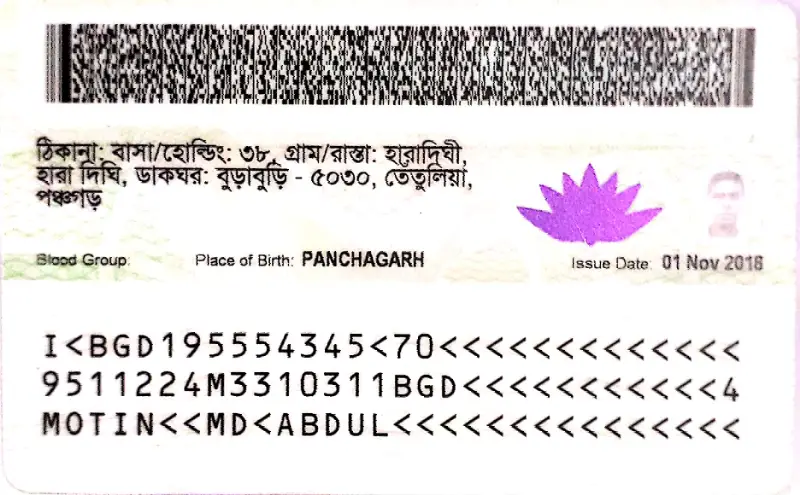 ঠিকানা: বাসা/হোল্ডিং: ৩৮, গ্রাম/রাস্তা: হারাদিঘী,
হারা দিঘি, ডাকঘর: বুড়াবুড়ি - ৫০৩০, তেতুলিয়া,
পঞ্চগড়
Blood Group: Place of Birth: PANCHAGARH Issue Date: 01 Nov 2018
I<BGD195554345<70<<<<<<<<<<<<<
9511224M3310311BGD<<<<<<<<<<<4
MOTIN<<MD<ABDUL<<<<<<<<<<<<<<<